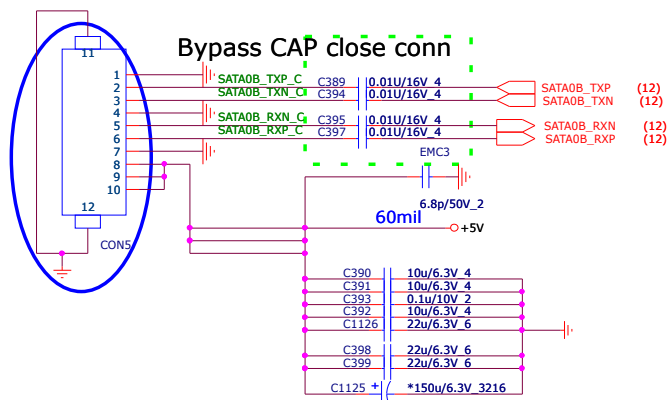 Bypass CAP close conn
11
1
2 SATA0B_TXP_C C389 0.01U/16V_4 SATA0B_TXP (12)
3 SATA0B_TXN_C C394 0.01U/16V_4 SATA0B_TXN (12)
4
5 SATA0B_RXN_C C395 0.01U/16V_4 SATA0B_RXN (12)
6 SATA0B_RXP_C C397 0.01U/16V_4 SATA0B_RXP (12)
7
EMC3
8
9
10
6.8p/50V_2
12
60mil
+5V
CON5
C390 10u/6.3V_4
C391 10u/6.3V_4
C393 0.1u/10V_2
C392 10u/6.3V_4
C1126 22u/6.3V_6
C398 22u/6.3V_6
C399 22u/6.3V_6
C1125 + *150u/6.3V_3216